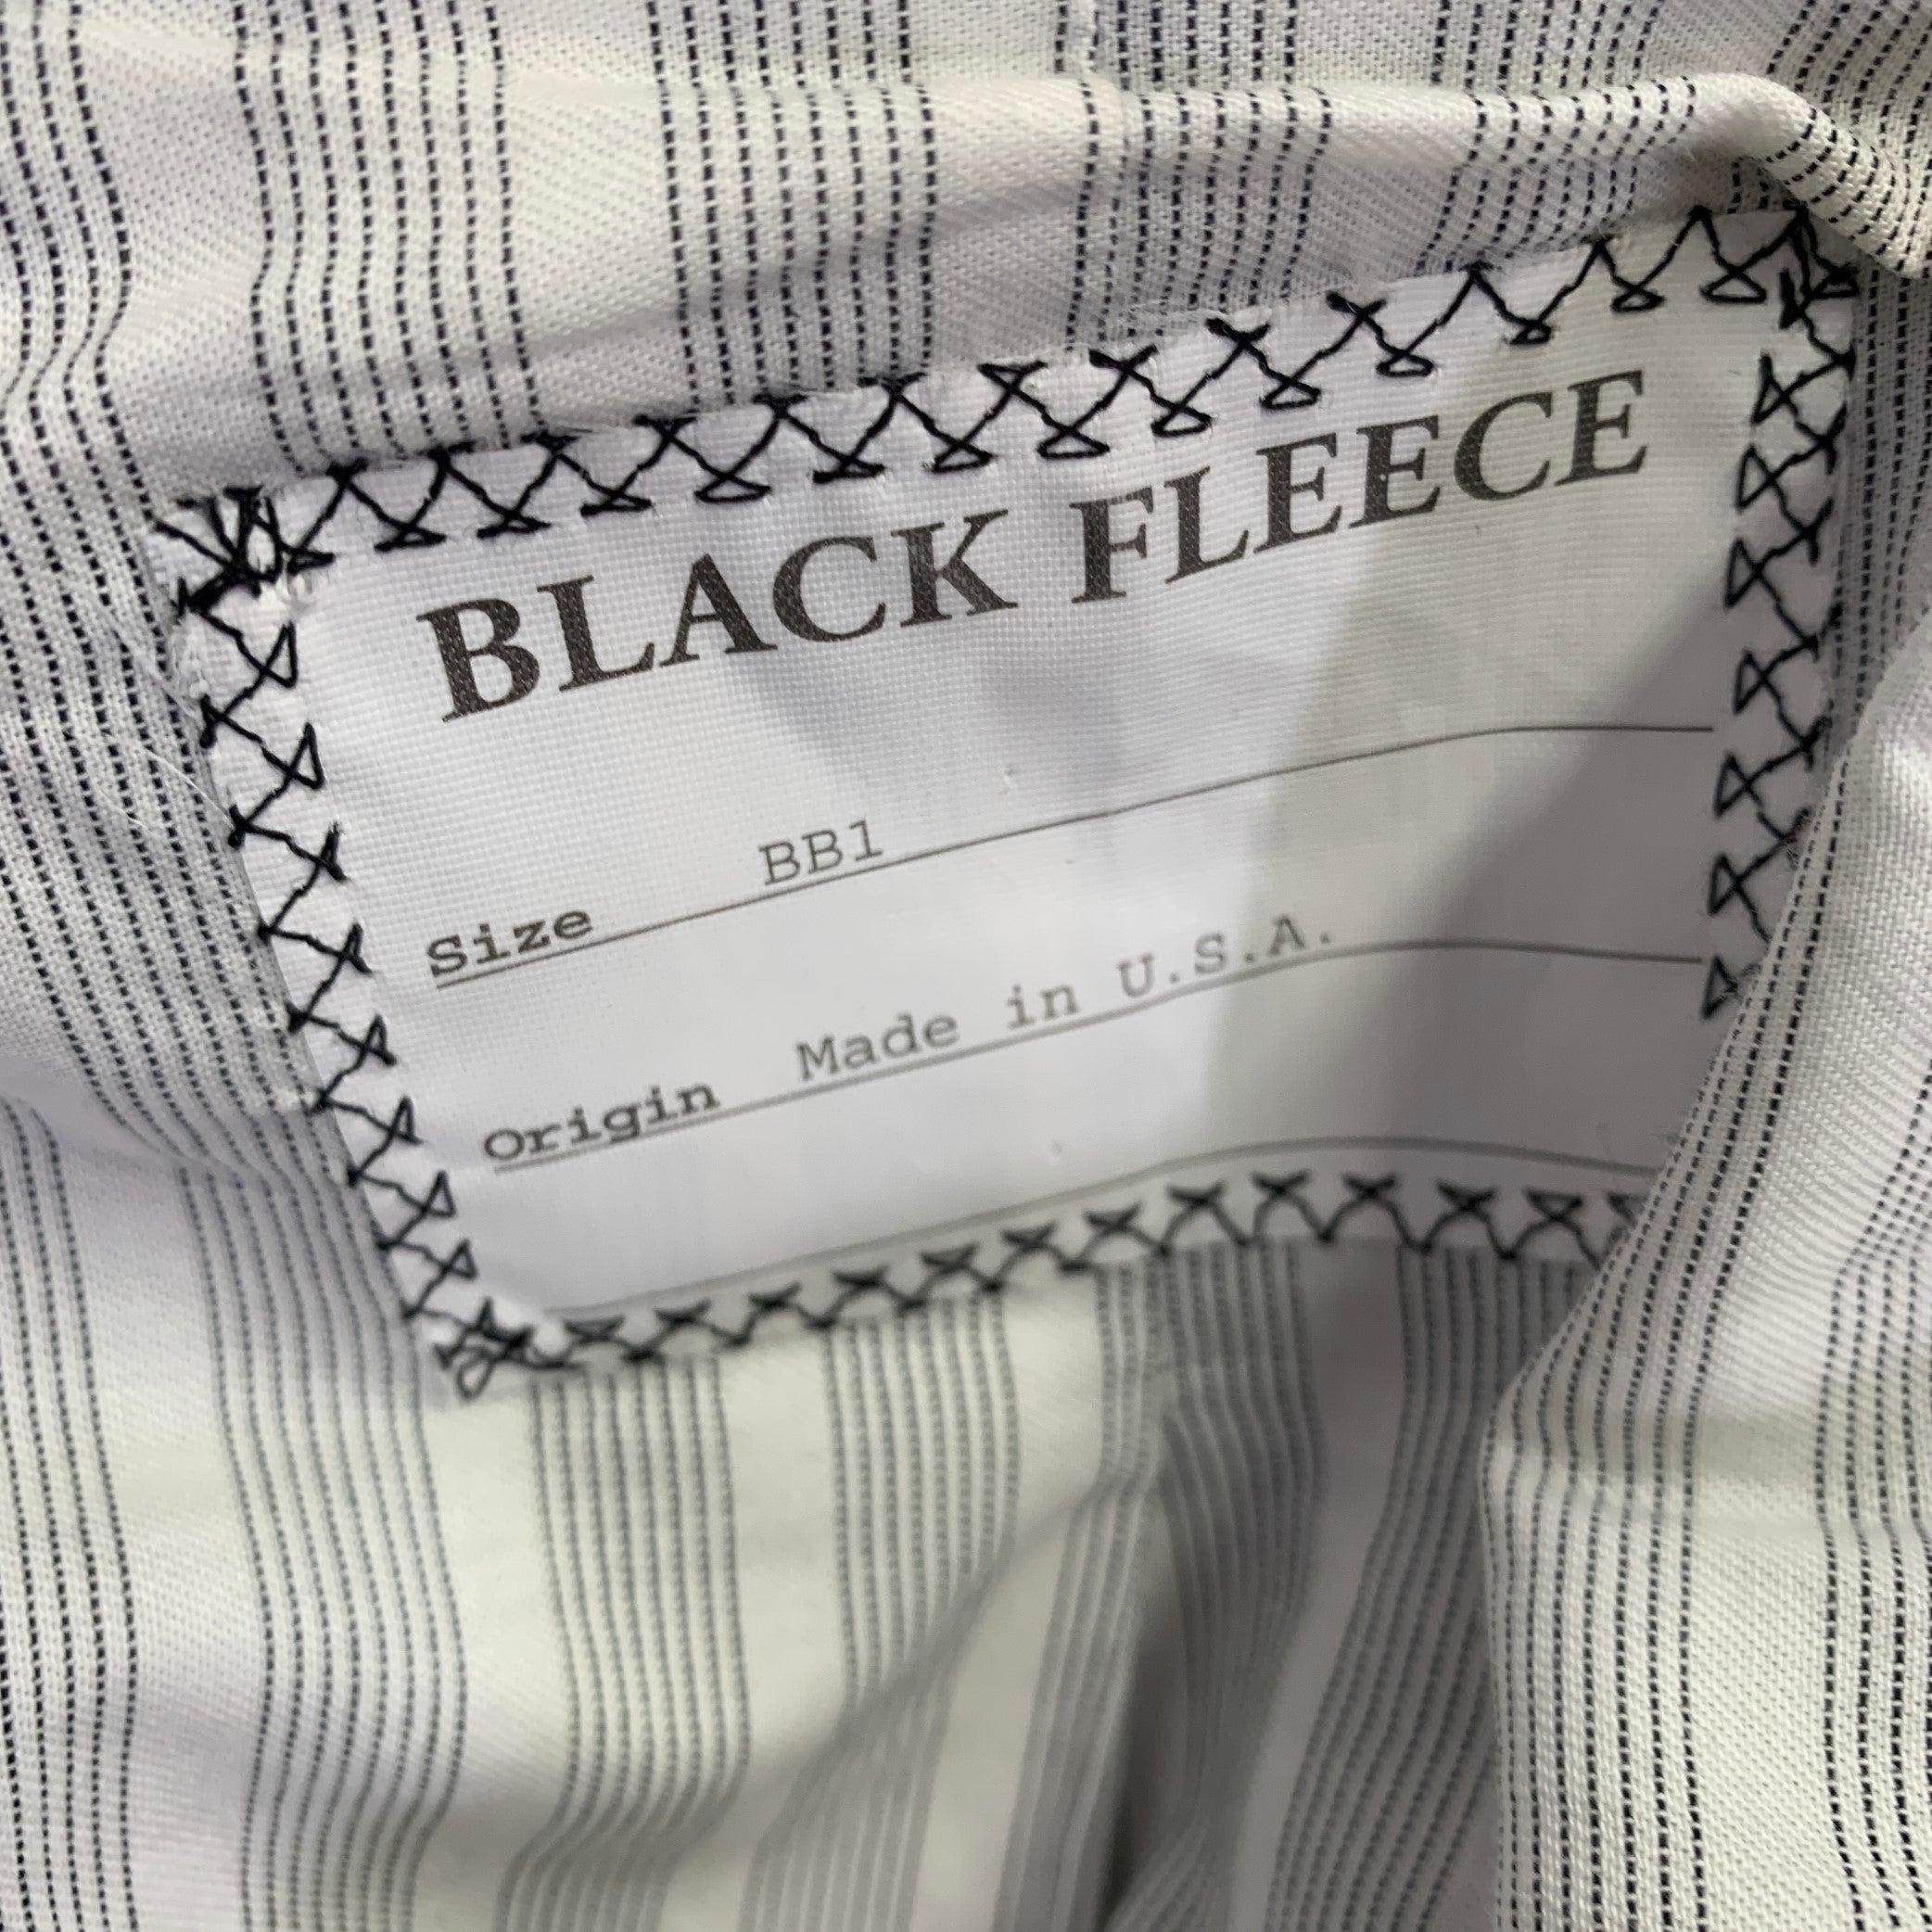 BLACK FLEECE
Size BB1
Origin Made in U.S.A.